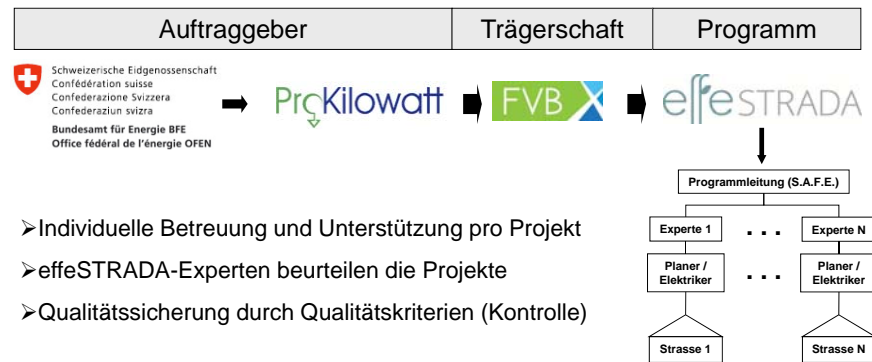 Auftraggeber Trägerschaft Programm
Schweizerische Eidgenossenschaft
Confédération suisse
Confederazione Svizzera
Confederaziun svizra
Bundesamt für Energie BFE
Office fédéral de l'énergie OFEN
ProKilowatt
FVB
effeSTRADA
Programmleitung (S.A.F.E.)
Experte 1 . . . Experte N
Planer / Elektriker . . . Planer / Elektriker
Strasse 1 Strasse N
➢Individuelle Betreuung und Unterstützung pro Projekt
➢effeSTRADA-Experten beurteilen die Projekte
➢Qualitätssicherung durch Qualitätskriterien (Kontrolle)